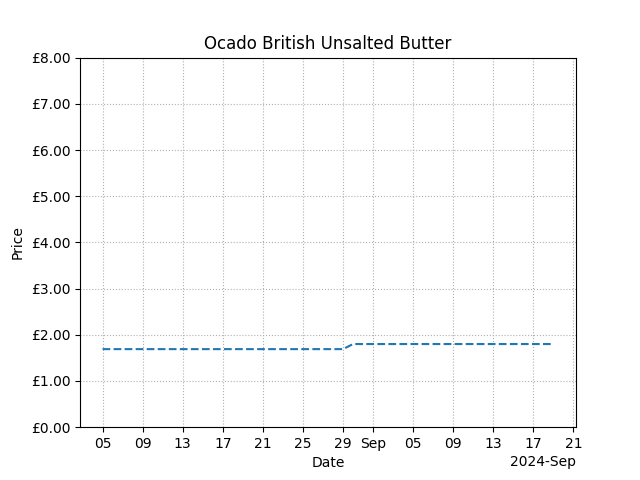 Ocado British Unsalted Butter
£8.00
£7.00
£6.00
£5.00
£4.00
£3.00
£2.00
£1.00
£0.00
Price
05 09 13 17 21 25 29 Sep 05 09 13 17 21
Date
2024-Sep